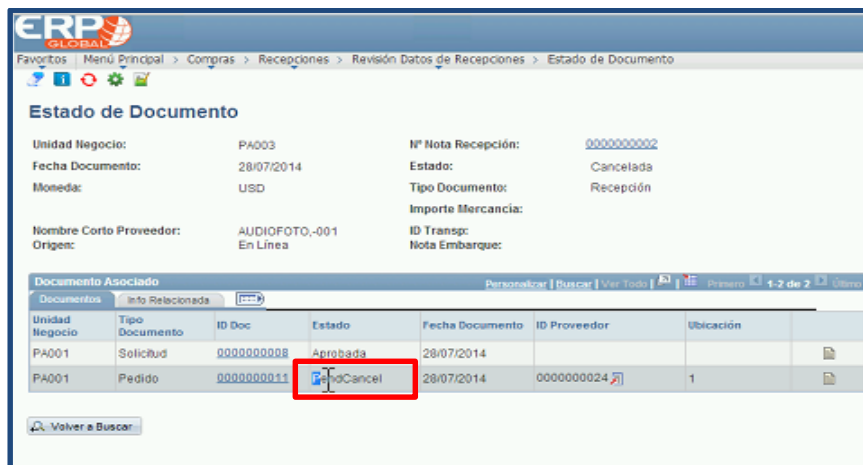 ERP
GLOBAL
Favoritos | Menú Principal > Compras > Recepciones > Revisión Datos de Recepciones > Estado de Documento
Estado de Documento
Unidad Negocio: PA003 Nº Nota Recepción: 0000000002
Fecha Documento: 28/07/2014 Estado: Cancelada
Moneda: USD Tipo Documento: Recepción
Importe Mercancía:
Nombre Corto Proveedor: AUDIOFOTO,-001 ID Transp:
Origen: En Línea Nota Embarque:
Documento Asociado Personalizar | Buscar | Ver Todo | Primero 1-2 de 2 Último
Documentos Info Relacionada
Unidad Negocio Tipo Documento ID Doc Estado Fecha Documento ID Proveedor Ubicación
PA001 Solicitud 0000000008 Aprobada 28/07/2014
PA001 Pedido 0000000011 PendCancel 28/07/2014 0000000024 1
Volver a Buscar